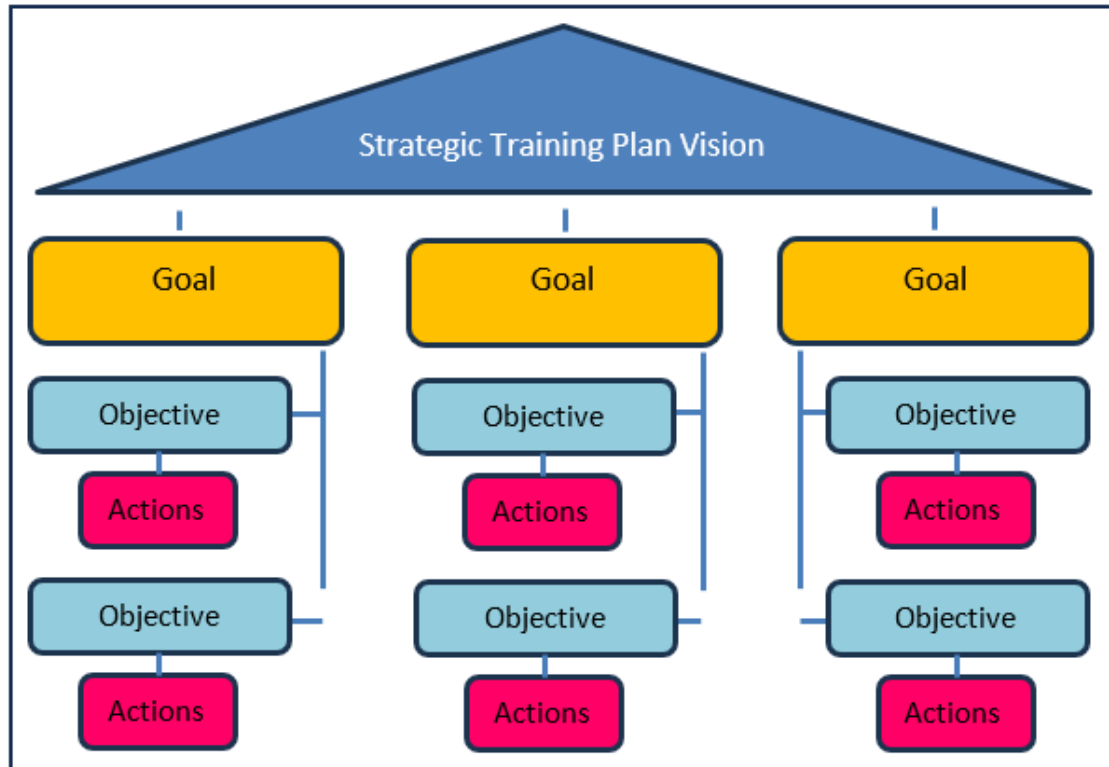 Strategic Training Plan Vision
Goal
Goal
Goal
Objective
Objective
Objective
Actions
Actions
Actions
Objective
Objective
Objective
Actions
Actions
Actions